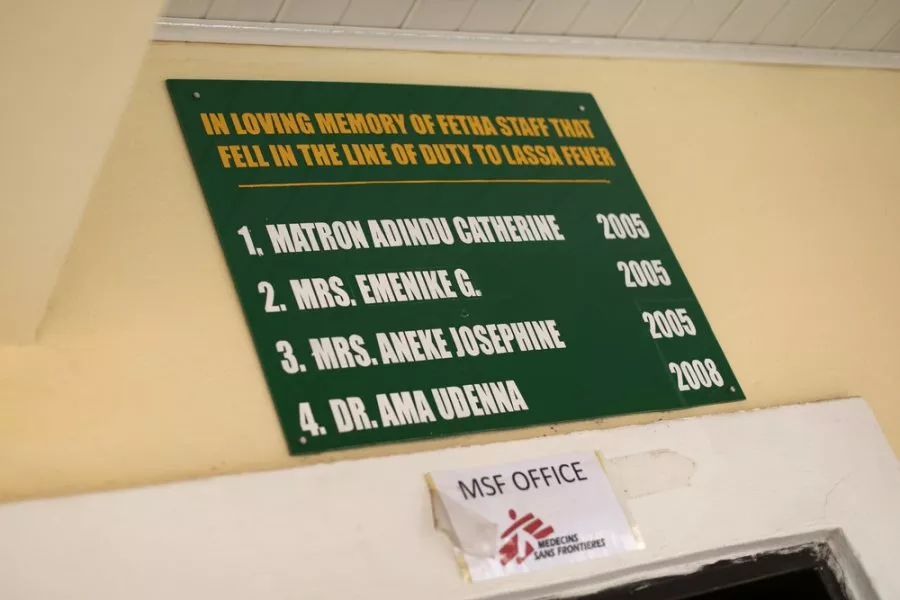 IN LOVING MEMORY OF FETHA STAFF THAT
FELL IN THE LINE OF DUTY TO LASSA FEVER
1. MATRON ADINDU CATHERINE 2005
2. MRS. EMENIKE G. 2005
3. MRS. ANEKE JOSEPHINE 2005
4. DR. AMA UDENNA 2008
MSF OFFICE
MEDECINS
SANS FRONTIERES